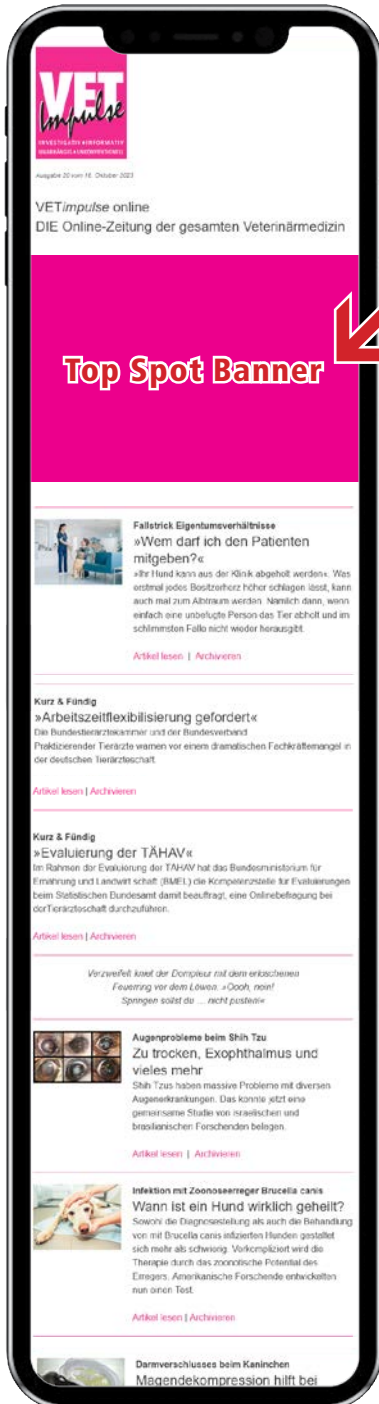 VET
impulse
INVESTIGATIV • INFORMATIV
UNABHÄNGIG • UNKONVENTIONELL
Ausgabe 20 vom 16. Oktober 2023
VETimpulse online
DIE Online-Zeitung der gesamten Veterinärmedizin
Top Spot Banner
Fallstrick Eigentumsverhältnisse
»Wem darf ich den Patienten
mitgeben?«
»Ihr Hund kann aus der Klinik abgeholt werden«. Was
erstmal jedes Besitzerherz höher schlagen lässt, kann
auch mal zum Albtraum werden. Nämlich dann, wenn
einfach eine unbefugte Person das Tier abholt und im
schlimmsten Falle nicht wieder herausgibt.
Artikel lesen | Archivieren
Kurz & Fündig
»Arbeitszeitflexibilisierung gefordert«
Die Bundestierärztekammer und der Bundesverband
Praktizierender Tierärzte warnen vor einem dramatischen Fachkräftemangel in
der deutschen Tierärzteschaft.
Artikel lesen | Archivieren
Kurz & Fündig
»Evaluierung der TÄHAV«
Im Rahmen der Evaluierung der TÄHAV hat das Bundesministorium für
Ernährung und Landwirt schaft (BMEL) die Kompetenzstelle für Evaluierungen
beim Statistischen Bundesamt damit beauftragt, eine Onlinebefragung bei
derTierärzteschaft durchzuführen.
Artikel lesen | Archivieren
Verzweifelt kniet der Dompteur mit dem erloschenen
Feuerring vor dem Löwen: »Oooh, nein!
Springen sollst du … nicht pusten!«
Augenprobleme beim Shih Tzu
Zu trocken, Exophthalmus und
vieles mehr
Shih Tzus haben massive Probleme mit diversen
Augenerkrankungen. Das konnte jetzt eine
gemeinsame Studie von israelischen und
brasilianischen Forschenden belegen.
Artikel lesen | Archivieren
Infektion mit Zoonoseerreger Brucella canis
Wann ist ein Hund wirklich geheilt?
Sowohl die Diagnosestellung als auch die Behandlung
von mit Brucella canis infizierten Hunden gestaltet
sich mehr als schwierig. Verkompliziert wird die
Therapie durch das zoonotische Potential des
Erregers. Amerikanische Forschende entwickelten
nun einen Test.
Artikel lesen | Archivieren
Darmverschlusses beim Kaninchen
Magendekompression hilft bei